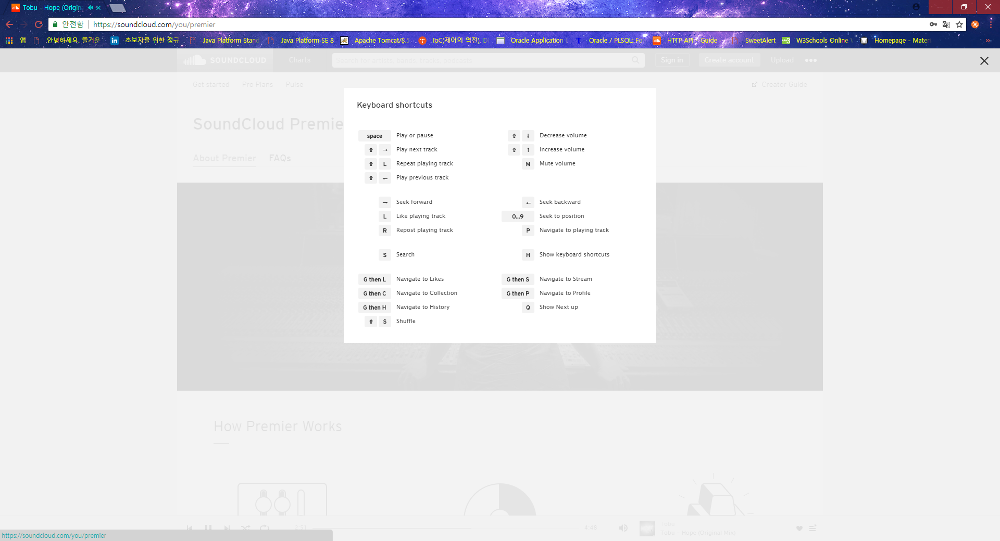 Tobu - Hope (Origin
안전함 https://soundcloud.com/you/premier
앱 .안녕하세요. 즐거운 초보자를 위한 정규 Java Platform Stand Java Platform SE 8 Apache Tomcat/8.5 IoC(제어의 역전), D Oracle Application Oracle / PLSQL: HTTP API - Guide SweetAlert W3Schools Online Homepage - Materi
SOUNDCLOUD Charts Search for artists, bands, tracks, podcasts Sign in Create account Upload
Get started Pro Plans Pulse Creator Guide
SoundCloud Premie
About Premier FAQs
Keyboard shortcuts
space Play or pause
⇧ → Play next track
⇧ L Repeat playing track
⇧ ← Play previous track
⇧ ↓ Decrease volume
⇧ ↑ Increase volume
M Mute volume
→ Seek forward
L Like playing track
R Repost playing track
← Seek backward
0...9 Seek to position
P Navigate to playing track
S Search
H Show keyboard shortcuts
G then L Navigate to Likes
G then C Navigate to Collection
G then H Navigate to History
⇧ S Shuffle
G then S Navigate to Stream
G then P Navigate to Profile
Q Show Next up
How Premier Works
2:51 4:45
Tobu
Tobu - Hope (Original Mix)
https://soundcloud.com/you/premier